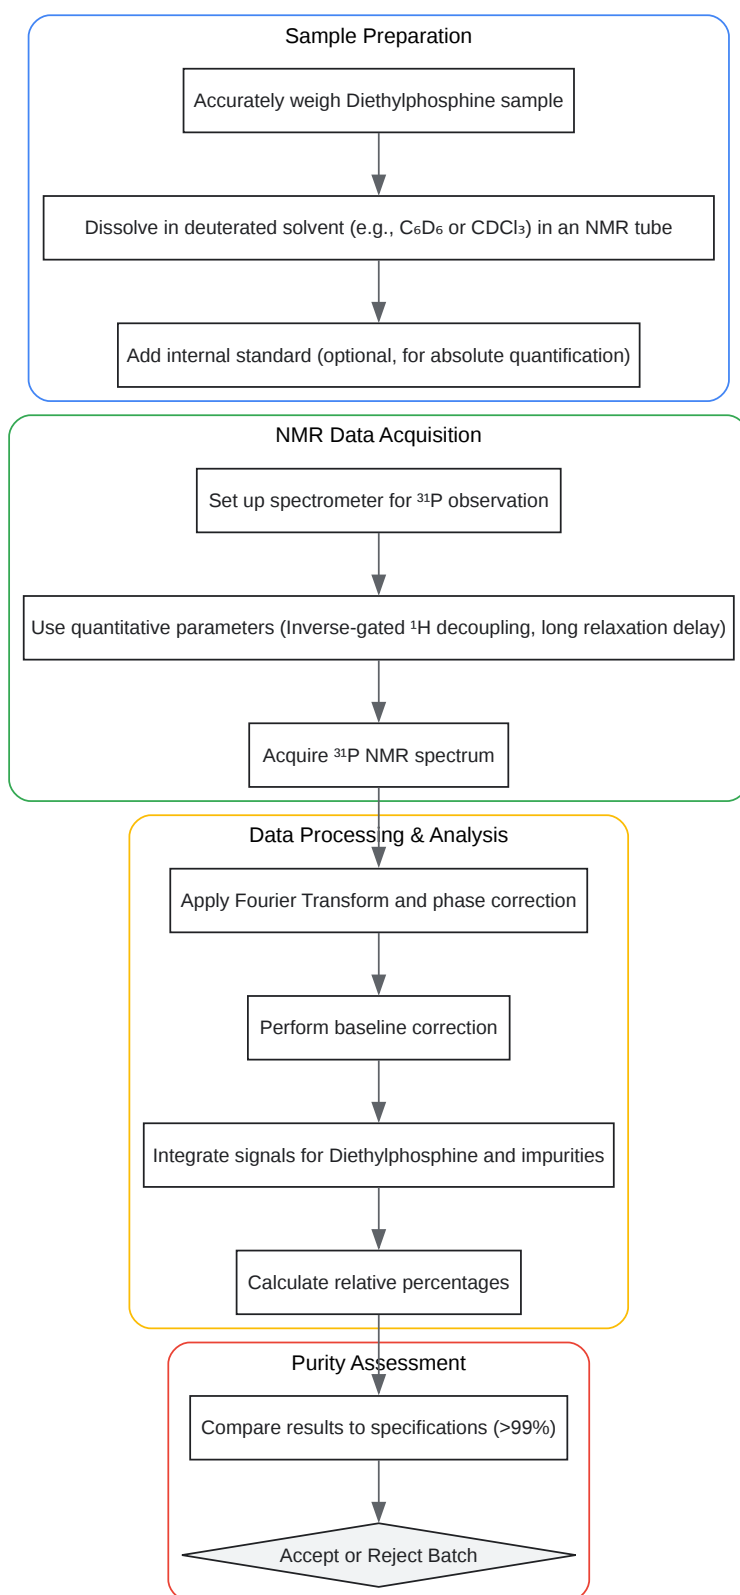 Sample Preparation
Accurately weigh Diethylphosphine sample
Dissolve in deuterated solvent (e.g., C₆D₆ or CDCl₃) in an NMR tube
Add internal standard (optional, for absolute quantification)
NMR Data Acquisition
Set up spectrometer for ³¹P observation
Use quantitative parameters (Inverse-gated ¹H decoupling, long relaxation delay)
Acquire ³¹P NMR spectrum
Data Processing & Analysis
Apply Fourier Transform and phase correction
Perform baseline correction
Integrate signals for Diethylphosphine and impurities
Calculate relative percentages
Purity Assessment
Compare results to specifications (>99%)
Accept or Reject Batch